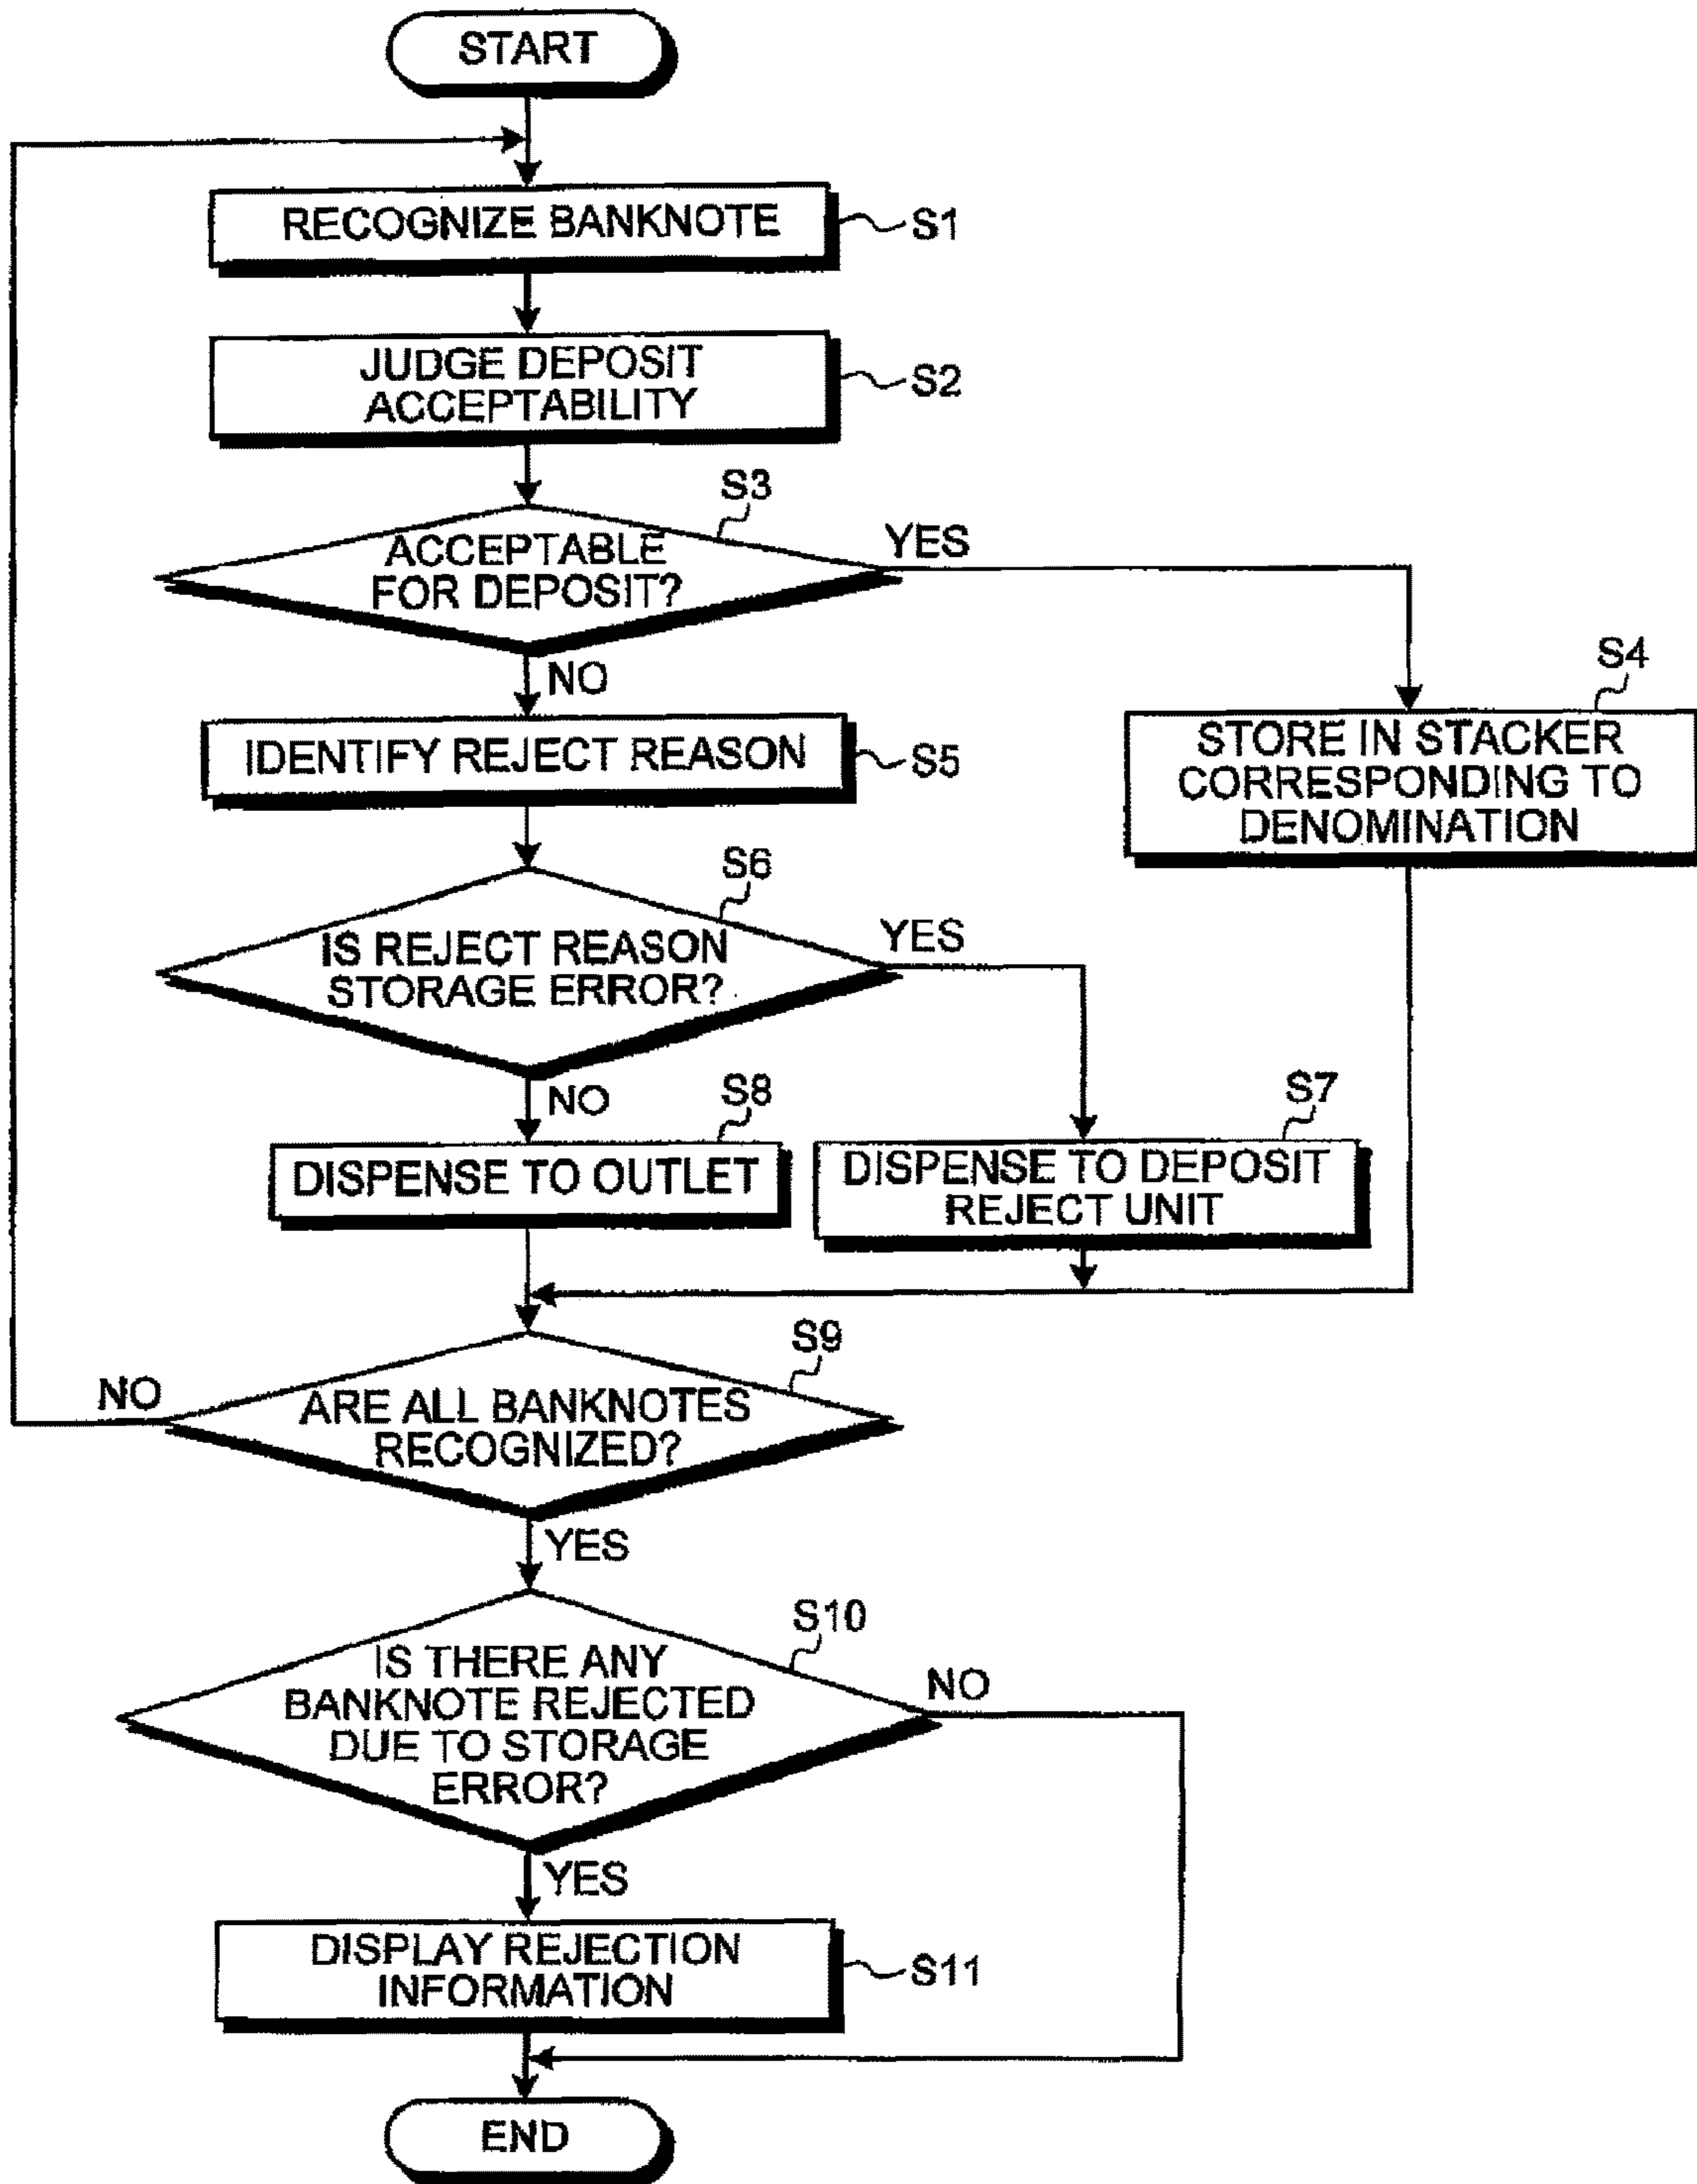 START
RECOGNIZE BANKNOTE
S1
JUDGE DEPOSIT
ACCEPTABILITY
S2
S3
ACCEPTABLE
FOR DEPOSIT?
YES
NO
S4
STORE IN STACKER
CORRESPONDING TO
DENOMINATION
IDENTIFY REJECT REASON
S5
S6
IS REJECT REASON
STORAGE ERROR?
YES
NO
S8
DISPENSE TO OUTLET
S7
DISPENSE TO DEPOSIT
REJECT UNIT
S9
ARE ALL BANKNOTES
RECOGNIZED?
NO
YES
S10
IS THERE ANY
BANKNOTE REJECTED
DUE TO STORAGE
ERROR?
NO
YES
DISPLAY REJECTION
INFORMATION
S11
END